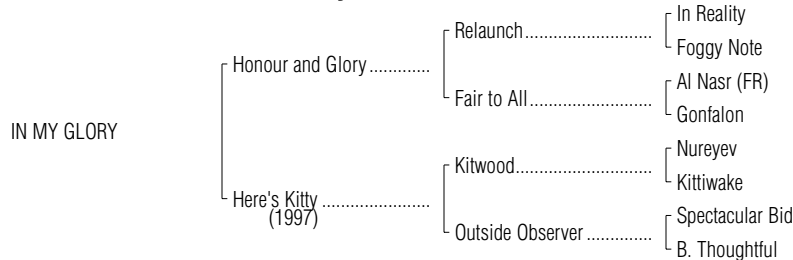 In Reality
Relaunch.............................
Foggy Note
Honour and Glory .............
Al Nasr (FR)
Fair to All............................
Gonfalon
IN MY GLORY
Nureyev
Kitwood...............................
Kittiwake
Here's Kitty ......................
(1997)
Spectacular Bid
Outside Observer ..............
B. Thoughtful